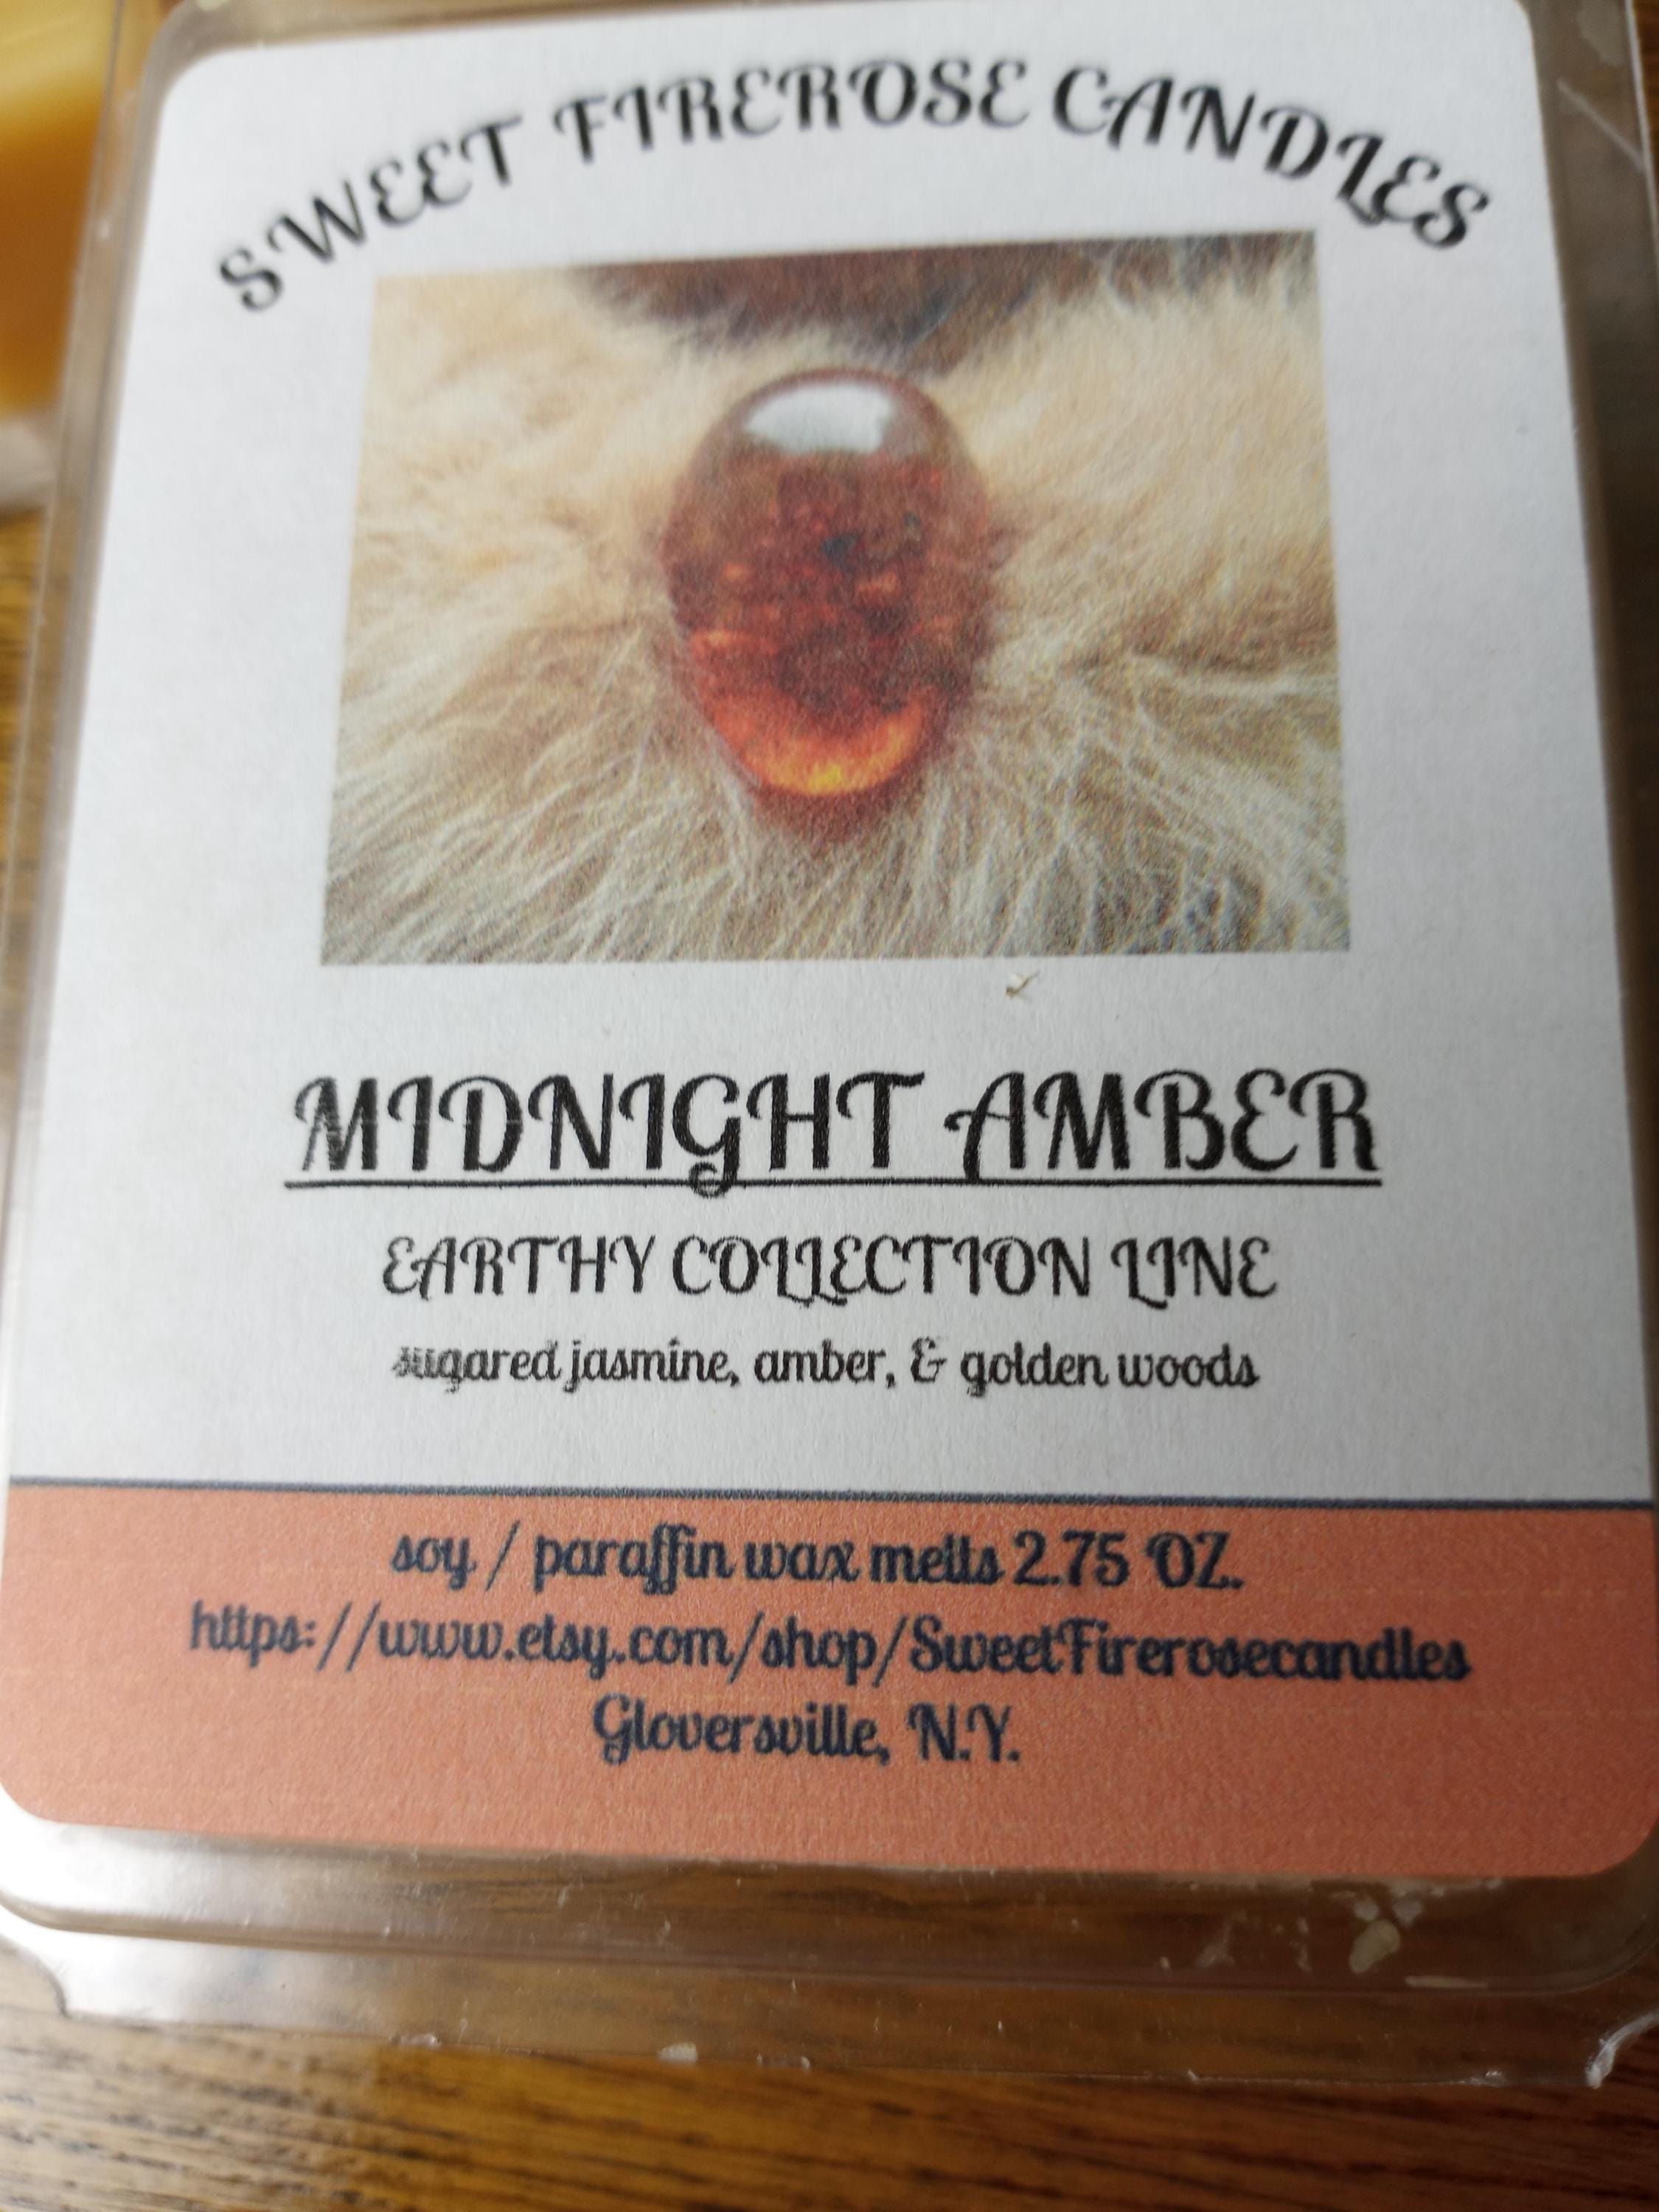 SWEET FIREROSE CANDLES
MIDNIGHT AMBER
EARTHY COLLECTION LINE
sugared jasmine, amber, & golden woods
soy / paraffin wax melts 2.75 OZ.
https://www.etsy.com/shop/SweetFirerosecandles
Gloversville, N.Y.